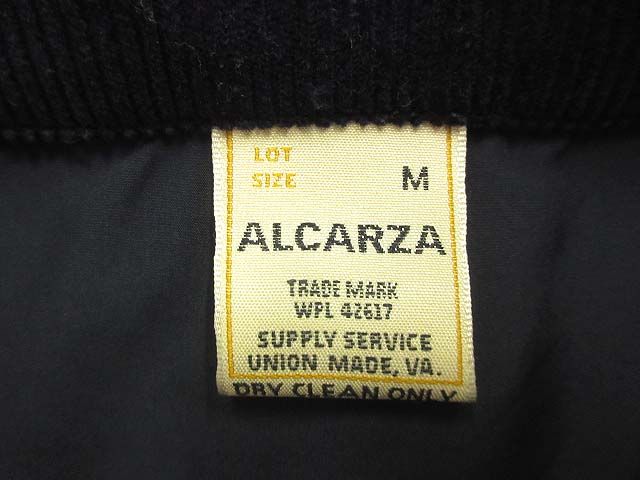 LOT
SIZE M
ALCARZA
TRADE MARK
WPL 42617
SUPPLY SERVICE
UNION MADE, VA.
DRY CLEAN ONLY